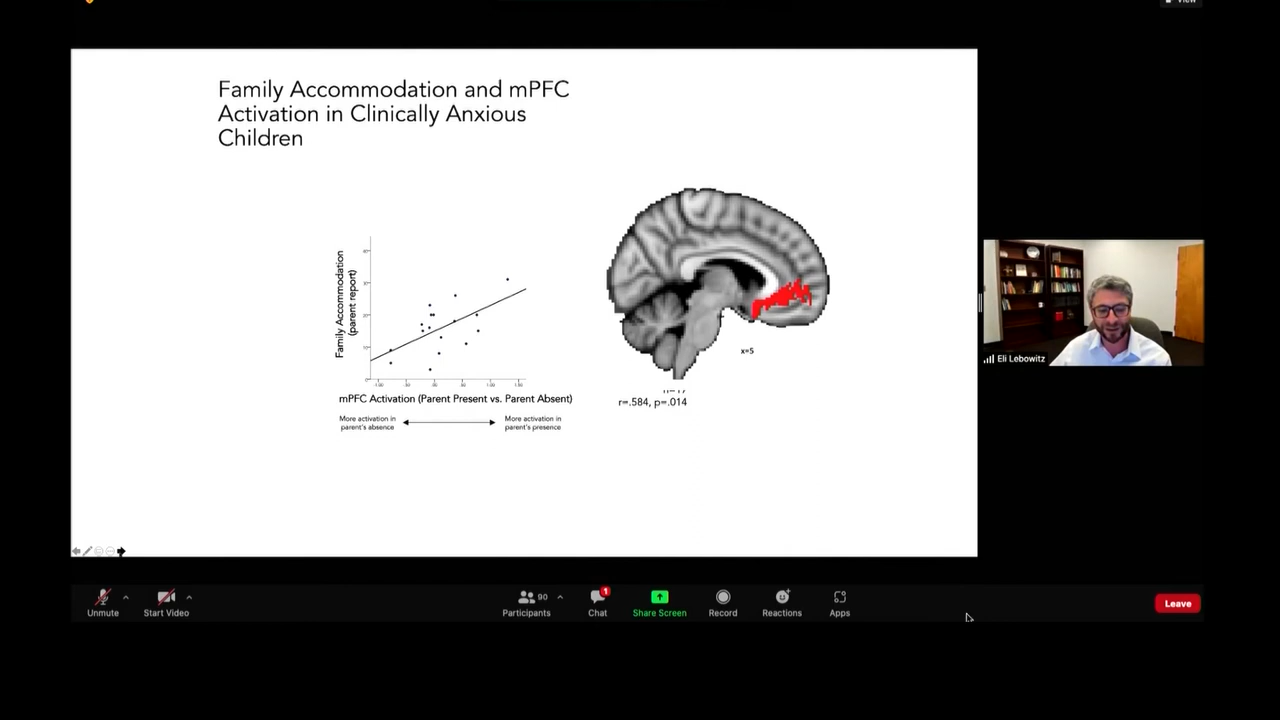 View
Family Accommodation and mPFC
Activation in Clinically Anxious
Children
Family Accommodation
(parent report)
mPFC Activation (Parent Present vs. Parent Absent)
More activation in
parent's absence
More activation in
parent's presence
x=5
r=.584, p=.014
Eli Lebowitz
Unmute
Start Video
90
Participants
1
Chat
Share Screen
Record
Reactions
Apps
Leave